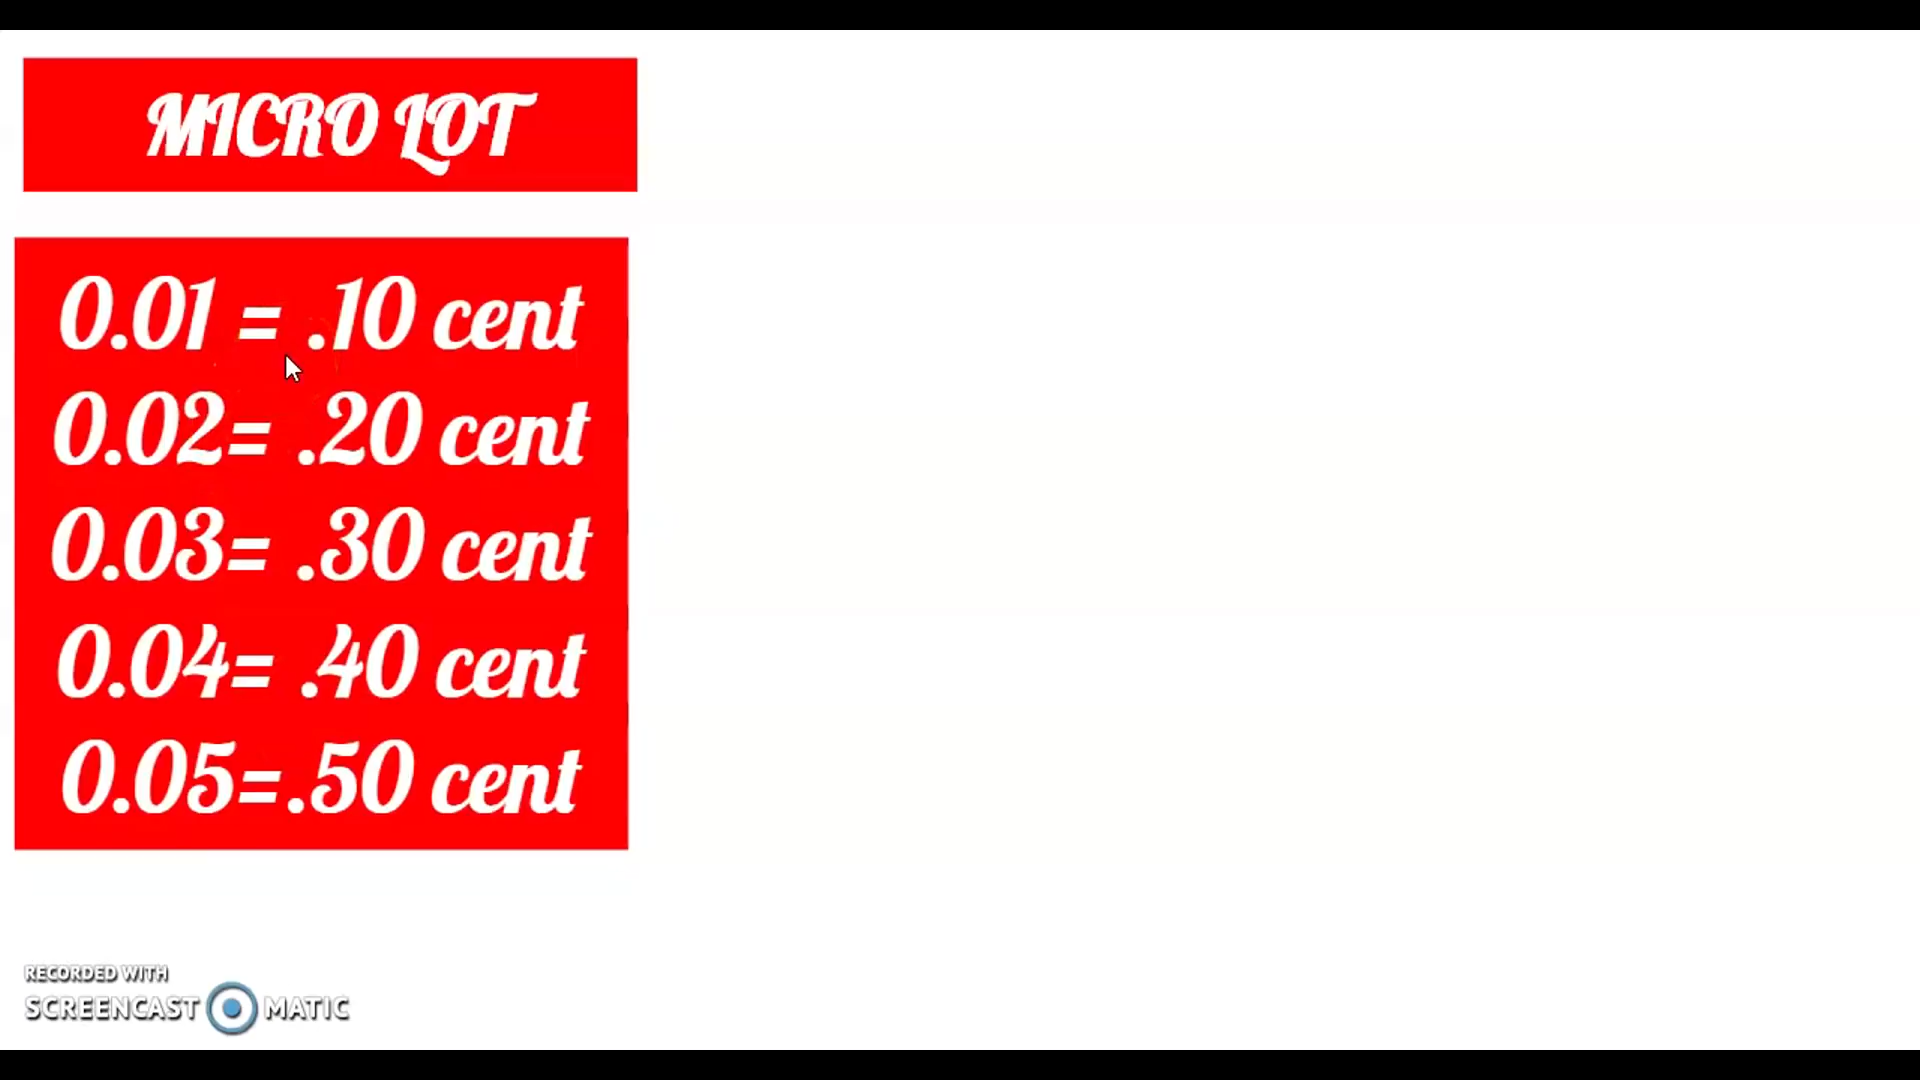 MICRO LOT
0.01 = .10 cent
0.02= .20 cent
0.03= .30 cent
0.04= .40 cent
0.05=.50 cent
RECORDED WITH
SCREENCAST MATIC